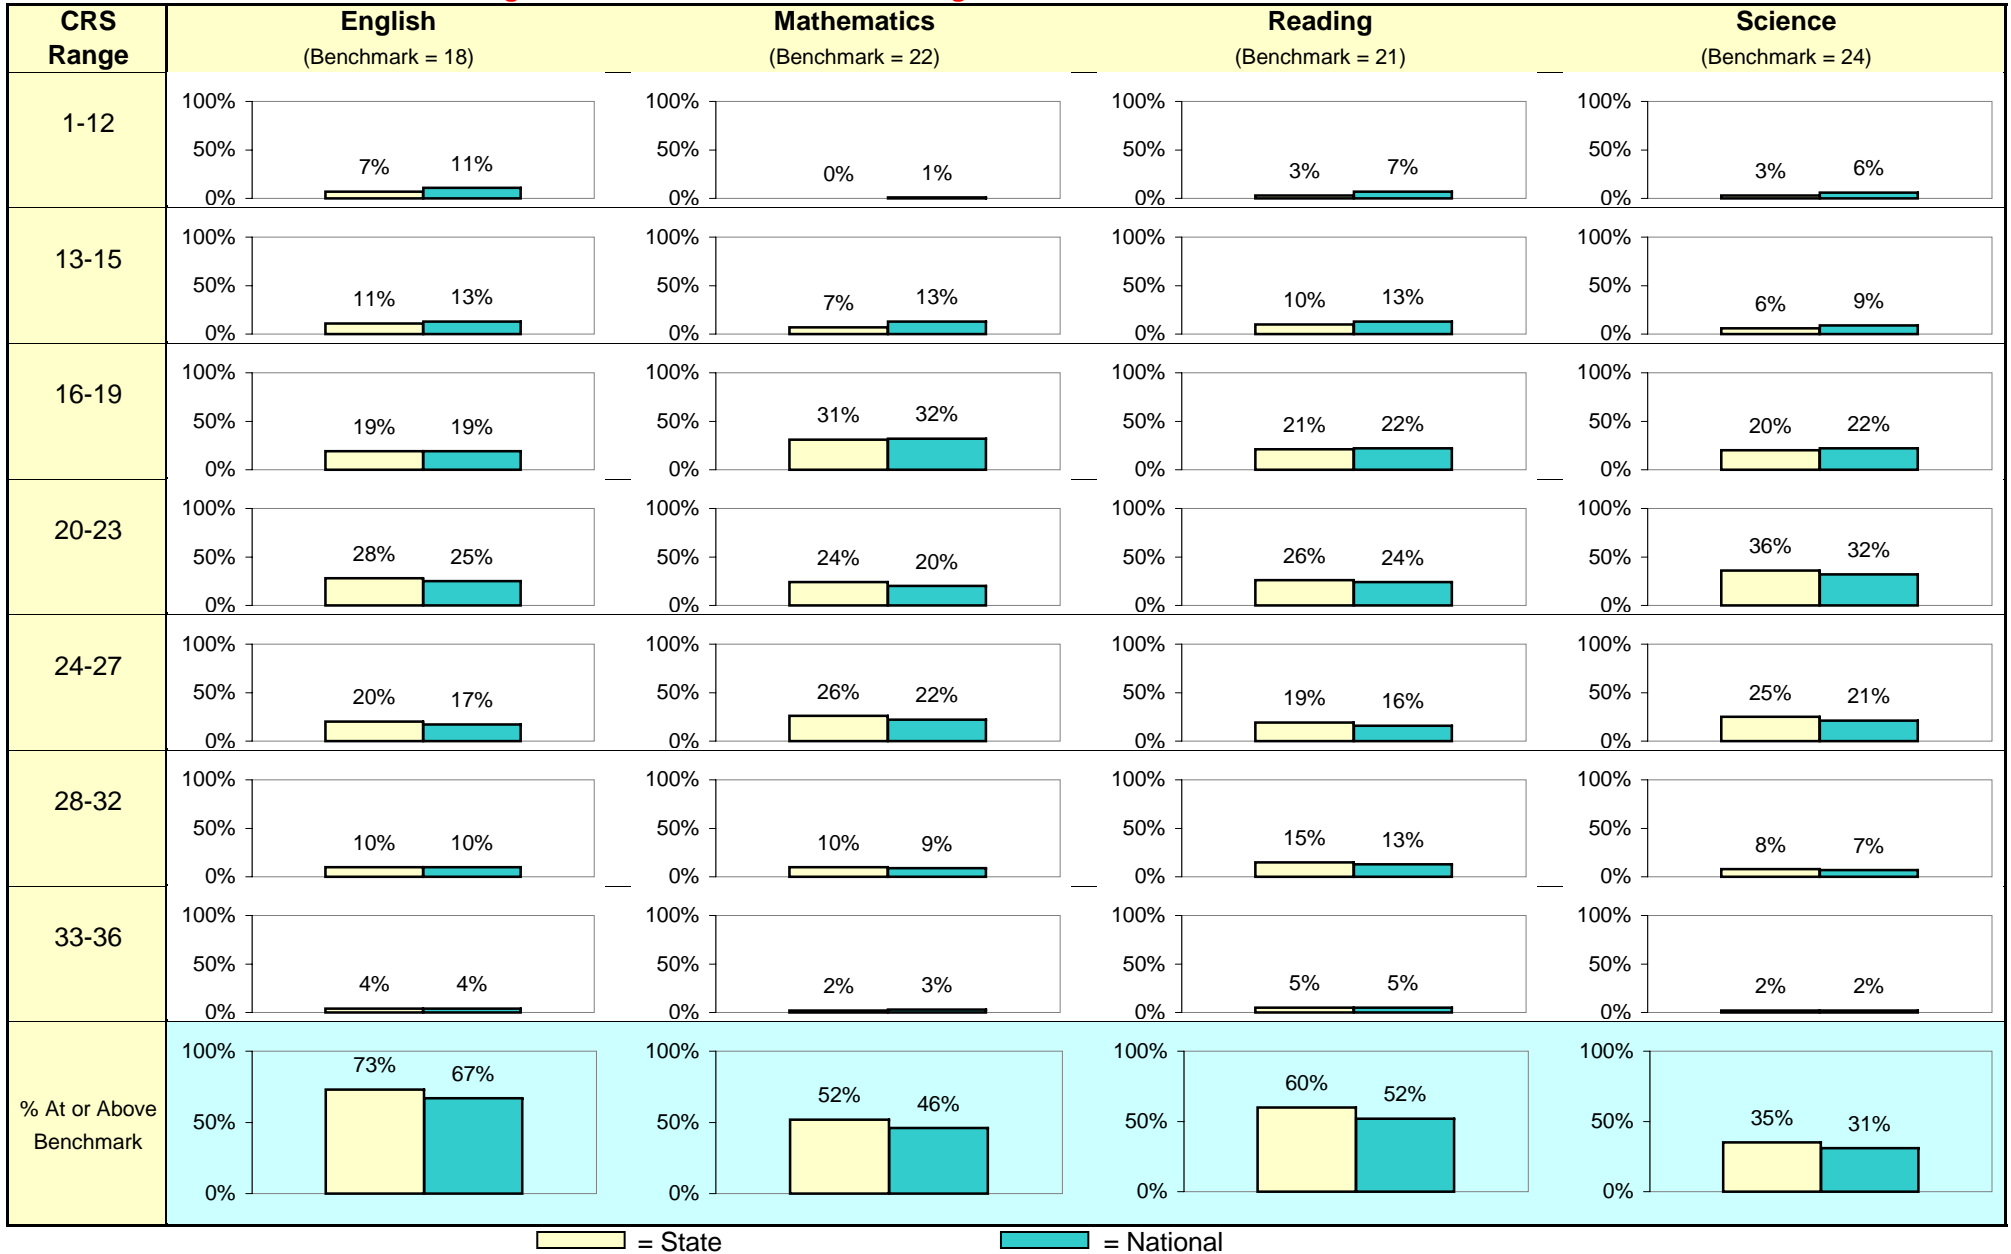 CRS Range English Mathematics Reading Science
(Benchmark = 18) (Benchmark = 22) (Benchmark = 21) (Benchmark = 24)
1-12
100% 100% 100% 100%
50% 7% 11% 50% 0% 1% 50% 3% 7% 50% 3% 6%
0% 0% 0% 0%
13-15
100% 100% 100% 100%
50% 11% 13% 50% 7% 13% 50% 10% 13% 50% 6% 9%
0% 0% 0% 0%
16-19
100% 100% 100% 100%
50% 19% 19% 50% 31% 32% 50% 21% 22% 50% 20% 22%
0% 0% 0% 0%
20-23
100% 100% 100% 100%
50% 28% 25% 50% 24% 20% 50% 26% 24% 50% 36% 32%
0% 0% 0% 0%
24-27
100% 100% 100% 100%
50% 20% 17% 50% 26% 22% 50% 19% 16% 50% 25% 21%
0% 0% 0% 0%
28-32
100% 100% 100% 100%
50% 10% 10% 50% 10% 9% 50% 15% 13% 50% 8% 7%
0% 0% 0% 0%
33-36
100% 100% 100% 100%
50% 4% 4% 50% 2% 3% 50% 5% 5% 50% 2% 2%
0% 0% 0% 0%
% At or Above
Benchmark
100% 73% 67% 100% 52% 46% 100% 60% 52% 100% 35% 31%
50% 50% 50% 50%
0% 0% 0% 0%
= State = National